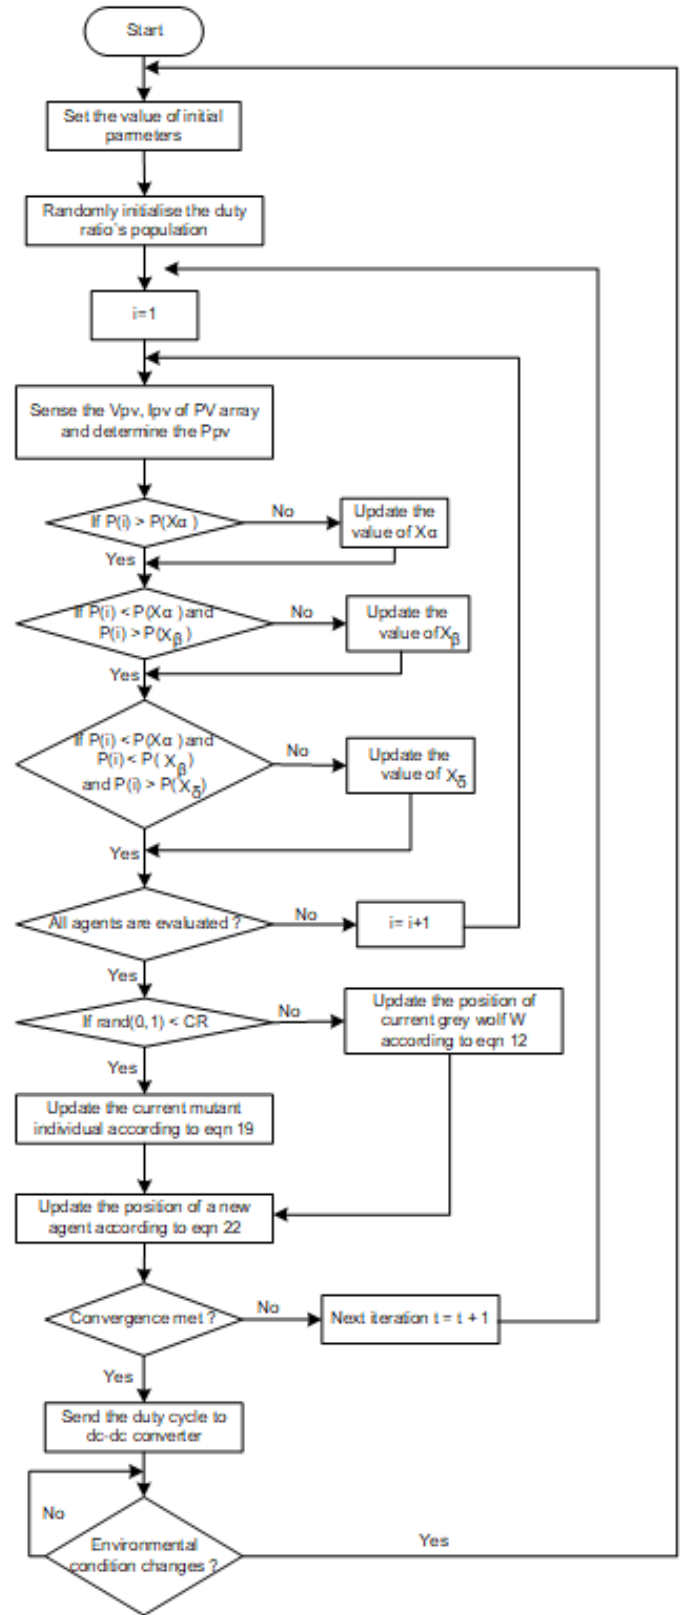 Start
Set the value of initial
parmeters
Randomly initialise the duty
ratio`s population
i=1
Sense the Vpv, Ipv of PV array
and determine the Ppv
If P(i) > P(Xα )
No
Update the
value of Xα
Yes
If P(i) < P(Xα ) and
P(i) > P(Xβ )
No
Update the
value of Xβ
Yes
If P(i) < P(Xα ) and
P(i) < P( Xβ)
and P(i) > P(Xδ)
No
Update the
value of Xδ
Yes
All agents are evaluated ?
No
i= i+1
Yes
If rand(0,1) < CR
No
Update the position of
current grey wolf W
according to eqn 12
Yes
Update the current mutant
individual according to eqn 19
Update the position of a new
agent according to eqn 22
Convergence met ?
No
Next iteration t = t + 1
Yes
Send the duty cycle to
dc-dc converter
No
Environmental
condition changes ?
Yes